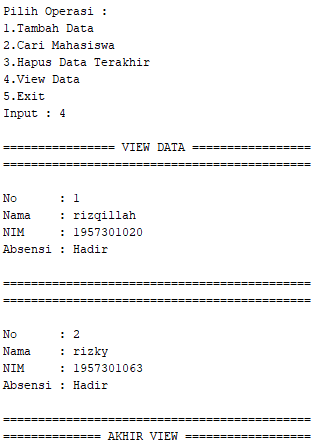 Pilih Operasi :
1.Tambah Data
2.Cari Mahasiswa
3.Hapus Data Terakhir
4.View Data
5.Exit
Input : 4
================ VIEW DATA =================
============================================
No      : 1
Nama    : rizqillah
NIM     : 1957301020
Absensi : Hadir
============================================
============================================
No      : 2
Nama    : rizky
NIM     : 1957301063
Absensi : Hadir
============================================
============== AKHIR VIEW ==================